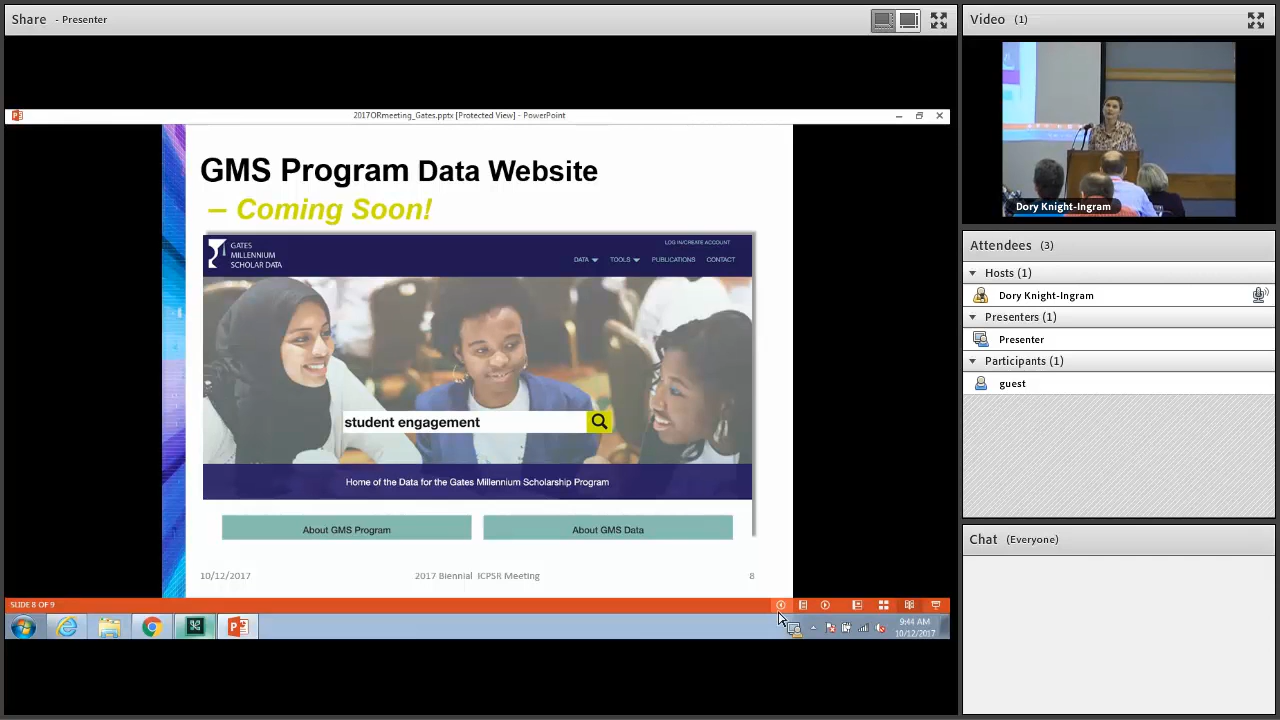 Share - Presenter
2017ORmeeting_Gates.pptx [Protected View] - PowerPoint
GMS Program Data Website
– Coming Soon!
GATES
MILLENNIUM
SCHOLAR DATA
LOG IN/CREATE ACCOUNT
DATA TOOLS PUBLICATIONS CONTACT
student engagement
Home of the Data for the Gates Millennium Scholarship Program
About GMS Program About GMS Data
10/12/2017 2017 Biennial ICPSR Meeting 8
SLIDE 8 OF 9
9:44 AM
10/12/2017
Video (1)
Dory Knight-Ingram
Attendees (3)
Hosts (1)
Dory Knight-Ingram
Presenters (1)
Presenter
Participants (1)
guest
Chat (Everyone)